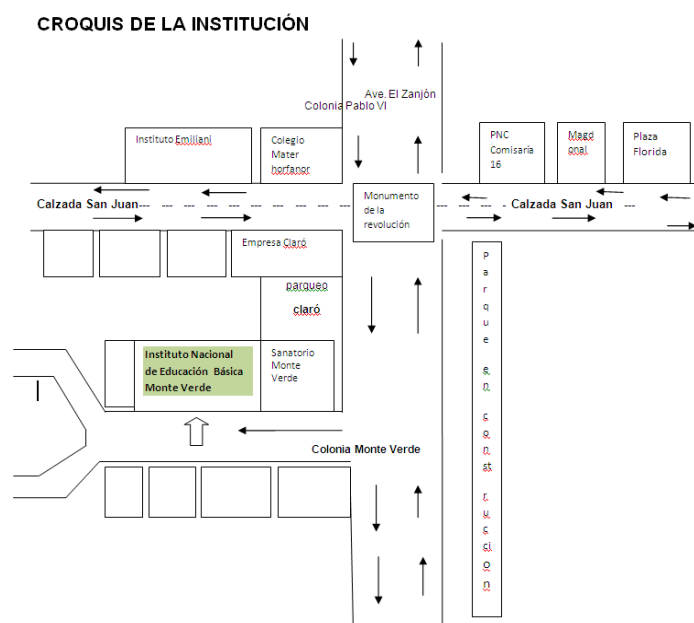 CROQUIS DE LA INSTITUCIÓN
Ave. El Zanjón
Colonia Pablo VI
Instituto Emiliani
Colegio
Mater
horfanor
PNC
Comisaría
16
Magd
onal
Plaza
Florida
Calzada San Juan
Monumento
de la
revolución
Calzada San Juan
Empresa Claró
parqueo
claró
Instituto Nacional
de Educación Básica
Monte Verde
Sanatorio
Monte
Verde
Colonia Monte Verde
P
a
r
q
u
e
e
n
c
o
n
st
r
u
c
ci
o
n